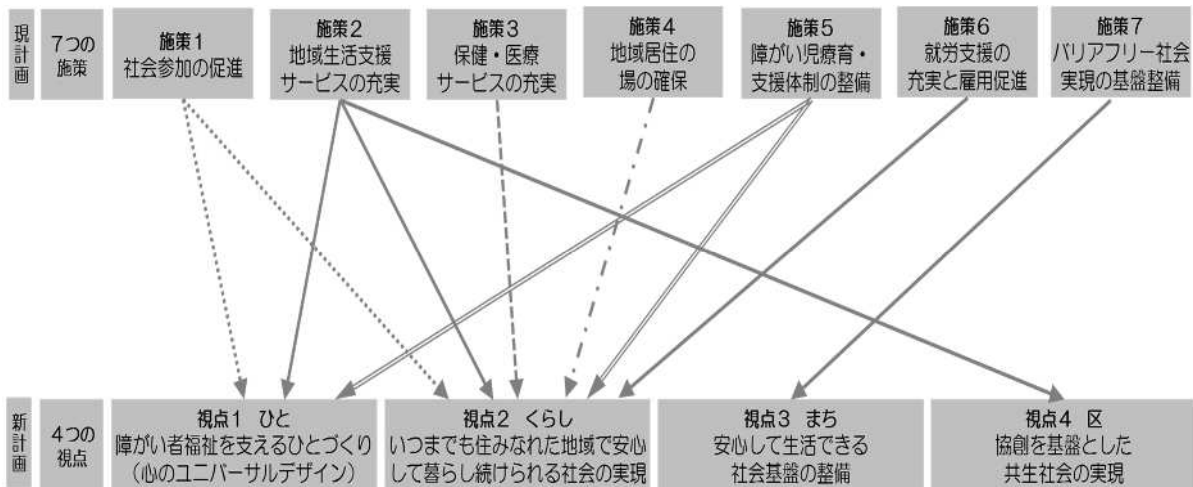 現計画
7つの
施策
施策1
社会参加の促進
施策2
地域生活支援
サービスの充実
施策3
保健・医療
サービスの充実
施策4
地域居住の
場の確保
施策5
障がい児療育・
支援体制の整備
施策6
就労支援の
充実と雇用促進
施策7
バリアフリー社会
実現の基盤整備
新計画
4つの
視点
視点1 ひと
障がい者福祉を支えるひとづくり
(心のユニバーサルデザイン)
視点2 くらし
いつまでも住みなれた地域で安心
して暮らし続けられる社会の実現
視点3 まち
安心して生活できる
社会基盤の整備
視点4 区
協創を基盤とした
共生社会の実現